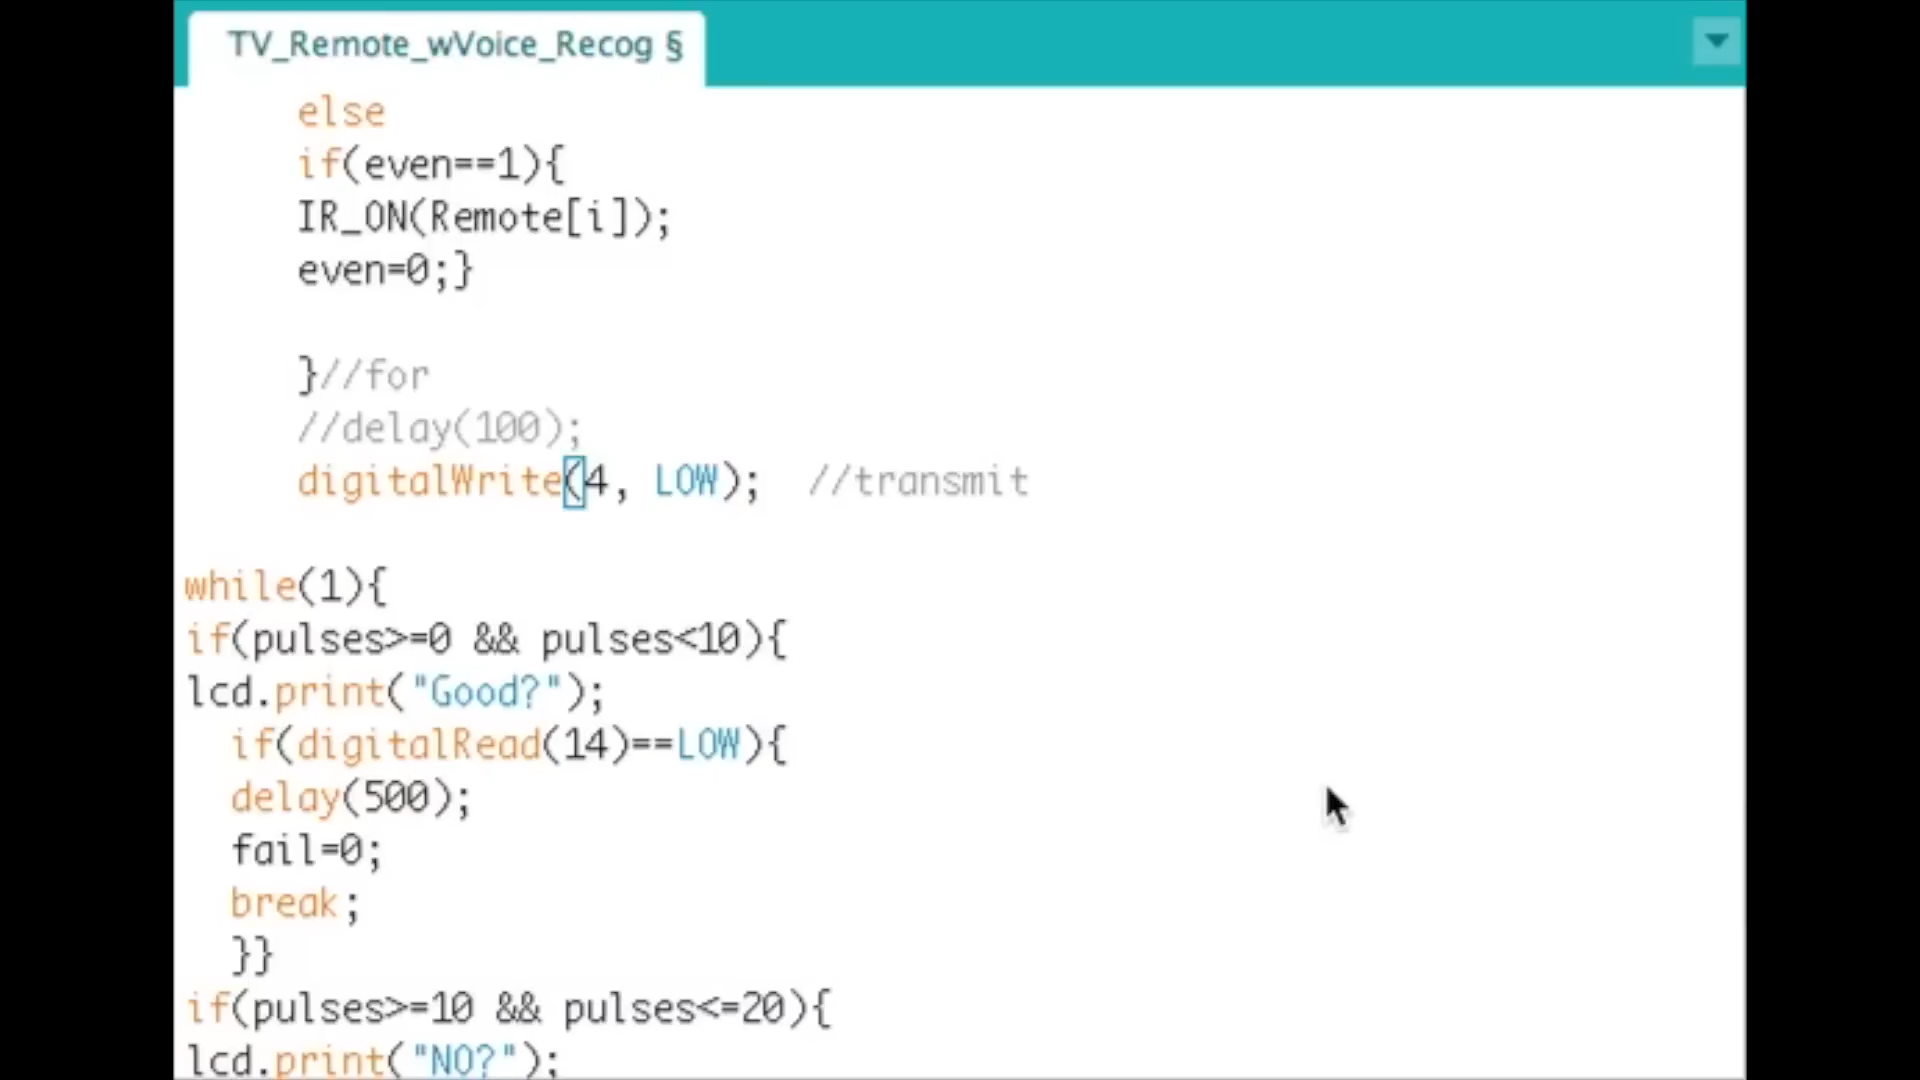 TV_Remote_wVoice_Recog §
else
if(even==1){
IR_ON(Remote[i]);
even=0;}
}//for
//delay(100);
digitalWrite(4, LOW);  //transmit
while(1){
if(pulses>=0 && pulses<10){
lcd.print("Good?");
if(digitalRead(14)==LOW){
delay(500);
fail=0;
break;
}}
if(pulses>=10 && pulses<=20){
lcd.print("NO?");